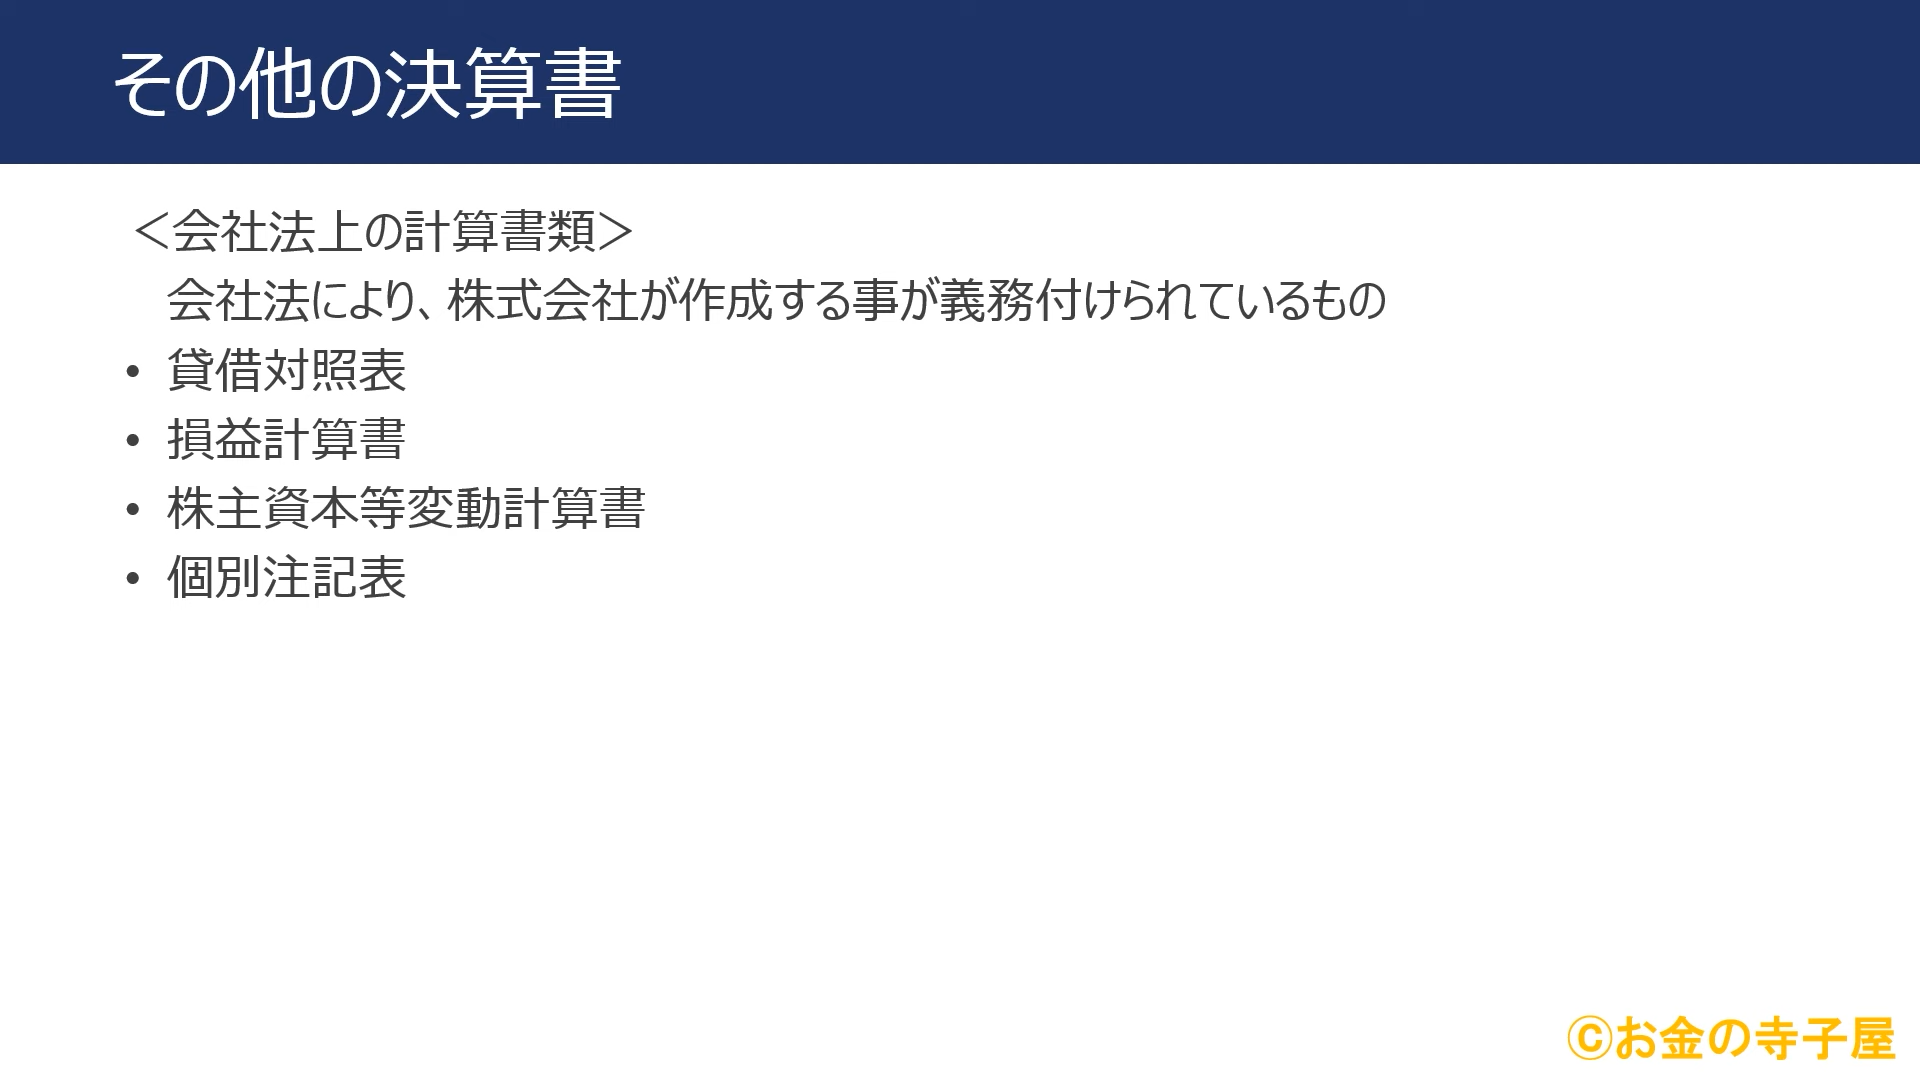 その他の決算書
＜会社法上の計算書類＞
会社法により、株式会社が作成する事が義務付けられているもの
• 貸借対照表
• 損益計算書
• 株主資本等変動計算書
• 個別注記表
©お金の寺子屋